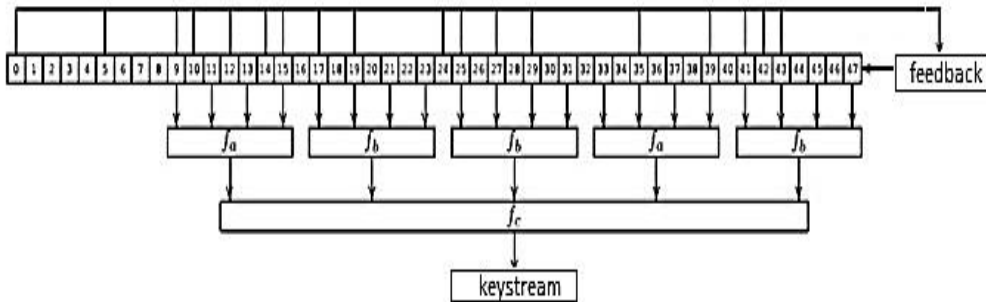 0 1 2 3 4 5 6 7 8 9 10 11 12 13 14 15 16 17 18 19 20 21 22 23 24 25 26 27 28 29 30 31 32 33 34 35 36 37 38 39 40 41 42 43 44 45 46 47
feedback
f_a f_b f_b f_a f_b
f_c
keystream